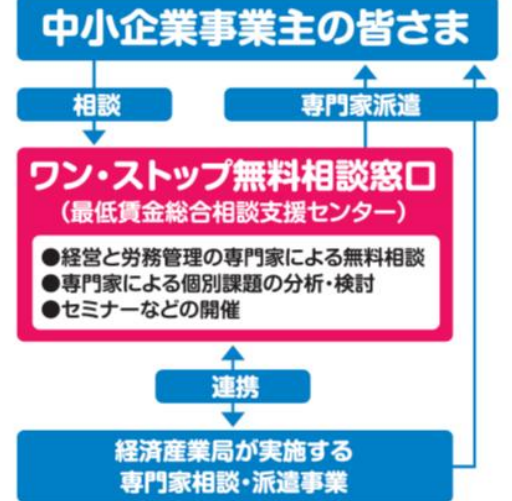 中小企業事業主の皆さま
相談
専門家派遣
ワン・ストップ無料相談窓口
（最低賃金総合相談支援センター）
●経営と労務管理の専門家による無料相談
●専門家による個別課題の分析・検討
●セミナーなどの開催
連携
経済産業局が実施する
専門家相談・派遣事業